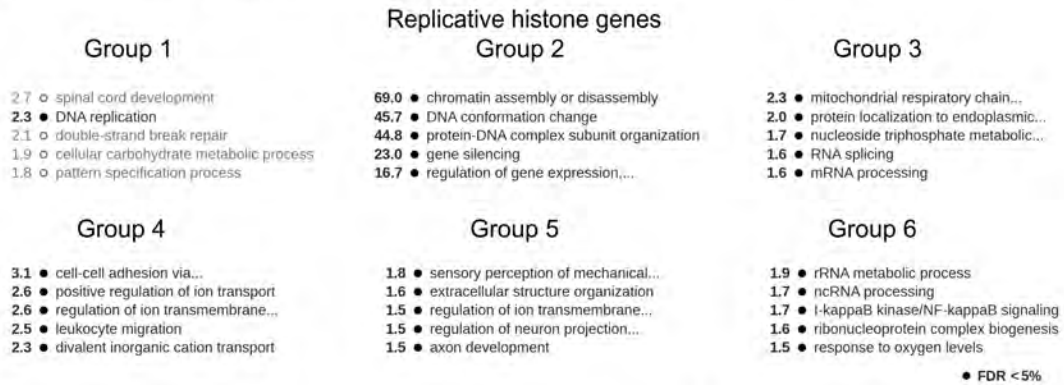 Replicative histone genes
Group 1
2.7 ○ spinal cord development
2.3 ● DNA replication
2.1 ○ double-strand break repair
1.9 ○ cellular carbohydrate metabolic process
1.8 ○ pattern specification process
Group 2
69.0 ● chromatin assembly or disassembly
45.7 ● DNA conformation change
44.8 ● protein-DNA complex subunit organization
23.0 ● gene silencing
16.7 ● regulation of gene expression,...
Group 3
2.3 ● mitochondrial respiratory chain...
2.0 ● protein localization to endoplasmic...
1.7 ● nucleoside triphosphate metabolic...
1.6 ● RNA splicing
1.6 ● mRNA processing
Group 4
3.1 ● cell-cell adhesion via...
2.6 ● positive regulation of ion transport
2.6 ● regulation of ion transmembrane...
2.5 ● leukocyte migration
2.3 ● divalent inorganic cation transport
Group 5
1.8 ● sensory perception of mechanical...
1.6 ● extracellular structure organization
1.5 ● regulation of ion transmembrane...
1.5 ● regulation of neuron projection...
1.5 ● axon development
Group 6
1.9 ● rRNA metabolic process
1.7 ● ncRNA processing
1.7 ● I-kappaB kinase/NF-kappaB signaling
1.6 ● ribonucleoprotein complex biogenesis
1.5 ● response to oxygen levels
● FDR <5%